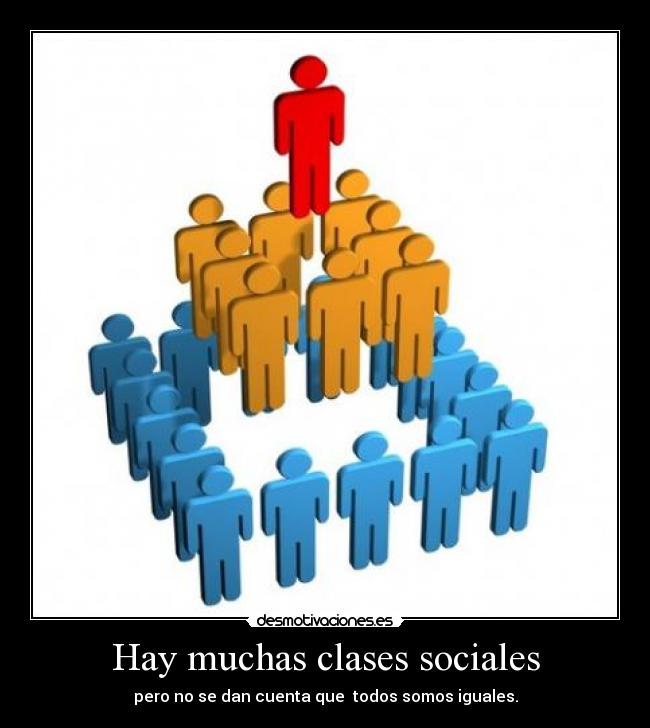 desmotivaciones.es
Hay muchas clases sociales
pero no se dan cuenta que todos somos iguales.